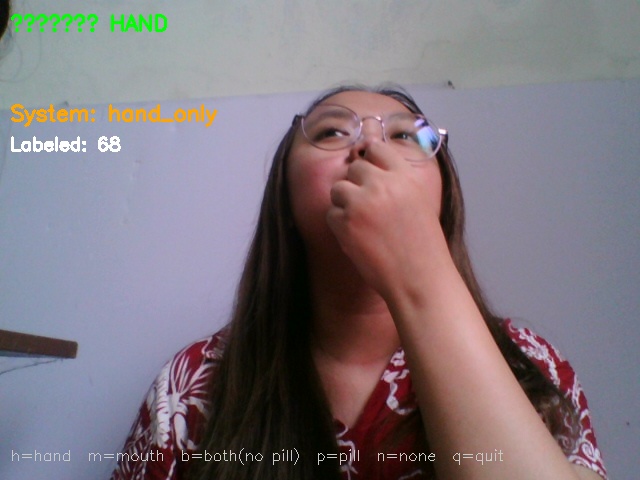 ??????? HAND
System: hand_only
Labeled: 68
h=hand m=mouth b=both(no pill) p=pill n=none q=quit